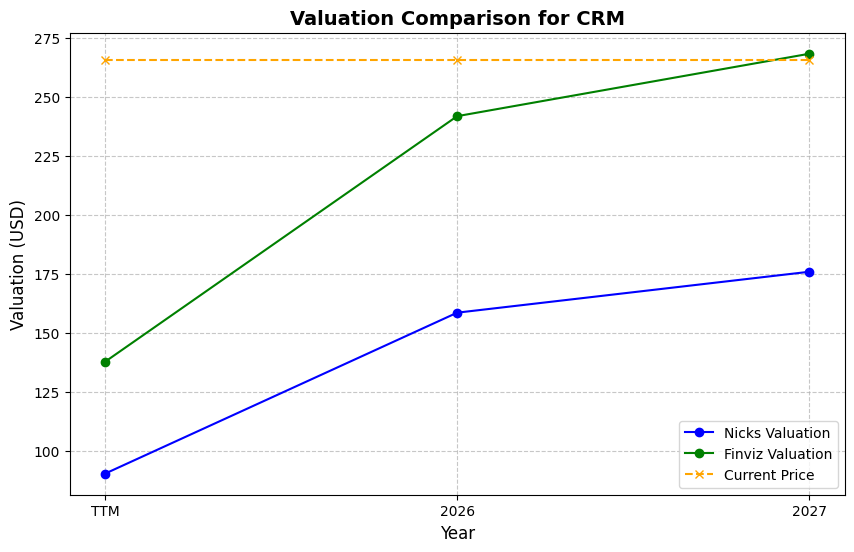 Valuation Comparison for CRM
Valuation (USD)
275
250
225
200
175
150
125
100
TTM
2026
2027
Year
Nicks Valuation
Finviz Valuation
Current Price